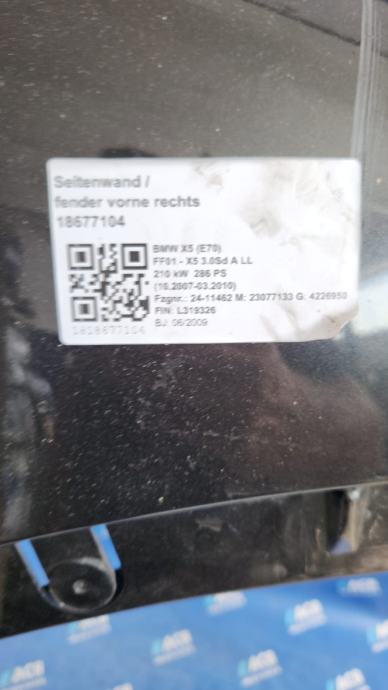 Seitenwand /
fender vorne rechts
18677104
BMW X5 (E70)
FF01 - X5 3.0Sd A LL
210 kW 286 PS
(10.2007-03.2010)
Fzgnr.: 24-11462 M: 23077133 G: 4226950
FIN: L319326
BJ: 06/2009
1818677104